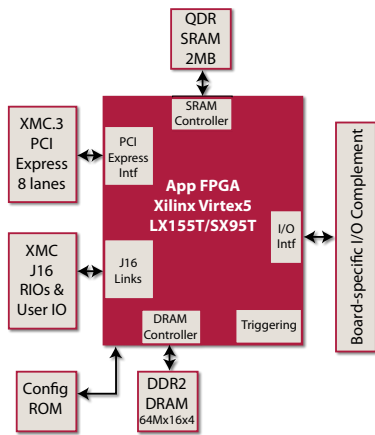 QDR
SRAM
2MB
SRAM
Controller
XMC.3
PCI
Express
8 lanes
PCI
Express
Intf
App FPGA
Xilinx Virtex5
LX155T/SX95T
I/O
Intf
Board-specific I/O Complement
XMC
J16
RIOs &
User IO
J16
Links
DRAM
Controller
Triggering
Config
ROM
DDR2
DRAM
64Mx16x4